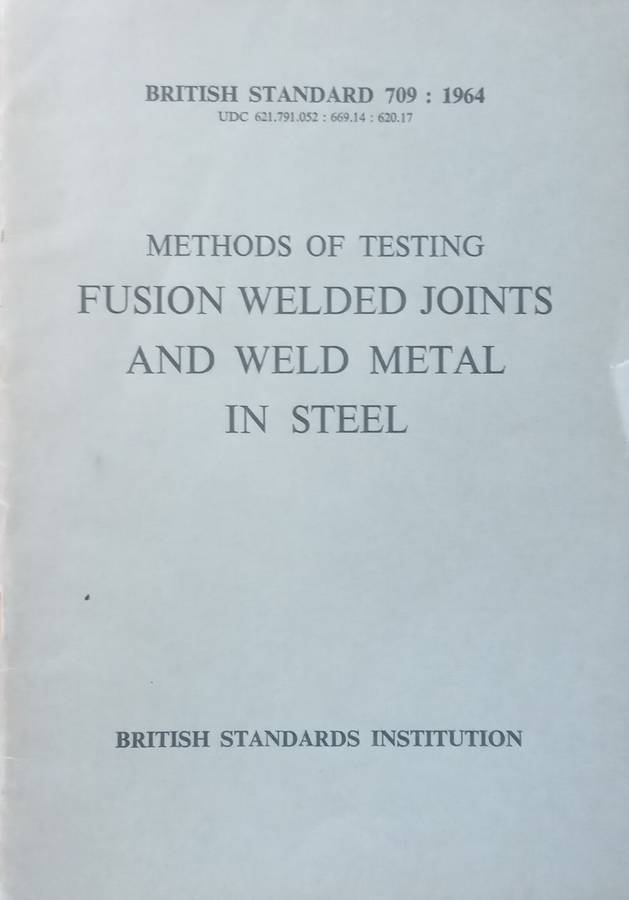 BRITISH STANDARD 709 : 1964
UDC 621.791.052 : 669.14 : 620.17
METHODS OF TESTING
FUSION WELDED JOINTS
AND WELD METAL
IN STEEL
BRITISH STANDARDS INSTITUTION